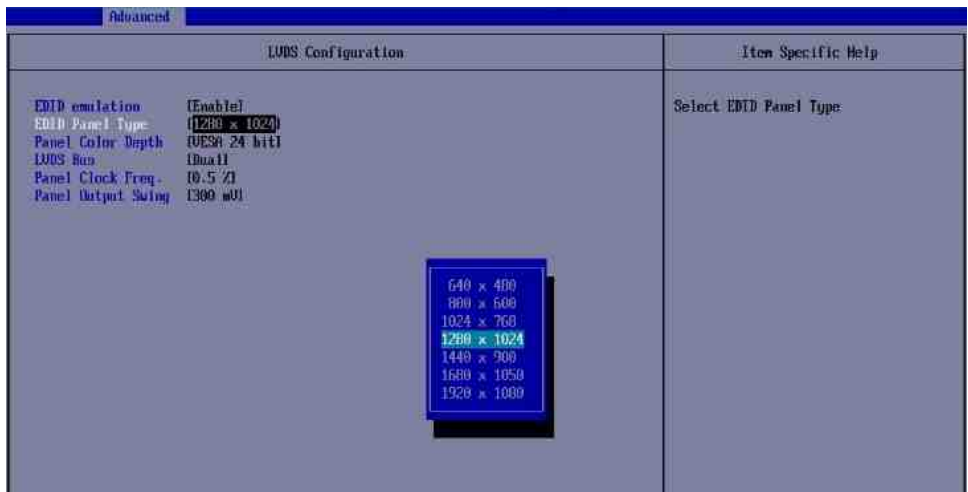 Advanced
LVDS Configuration
Item Specific Help
EDID emulation [Enable]
EDID Panel Type [1280 x 1024]
Panel Color Depth [VESA 24 bit]
LVDS Bus [Dual]
Panel Clock Freq. [0.5 %]
Panel Output Swing [300 mV]
Select EDID Panel Type
640 x 480
800 x 600
1024 x 768
1280 x 1024
1440 x 900
1680 x 1050
1920 x 1080